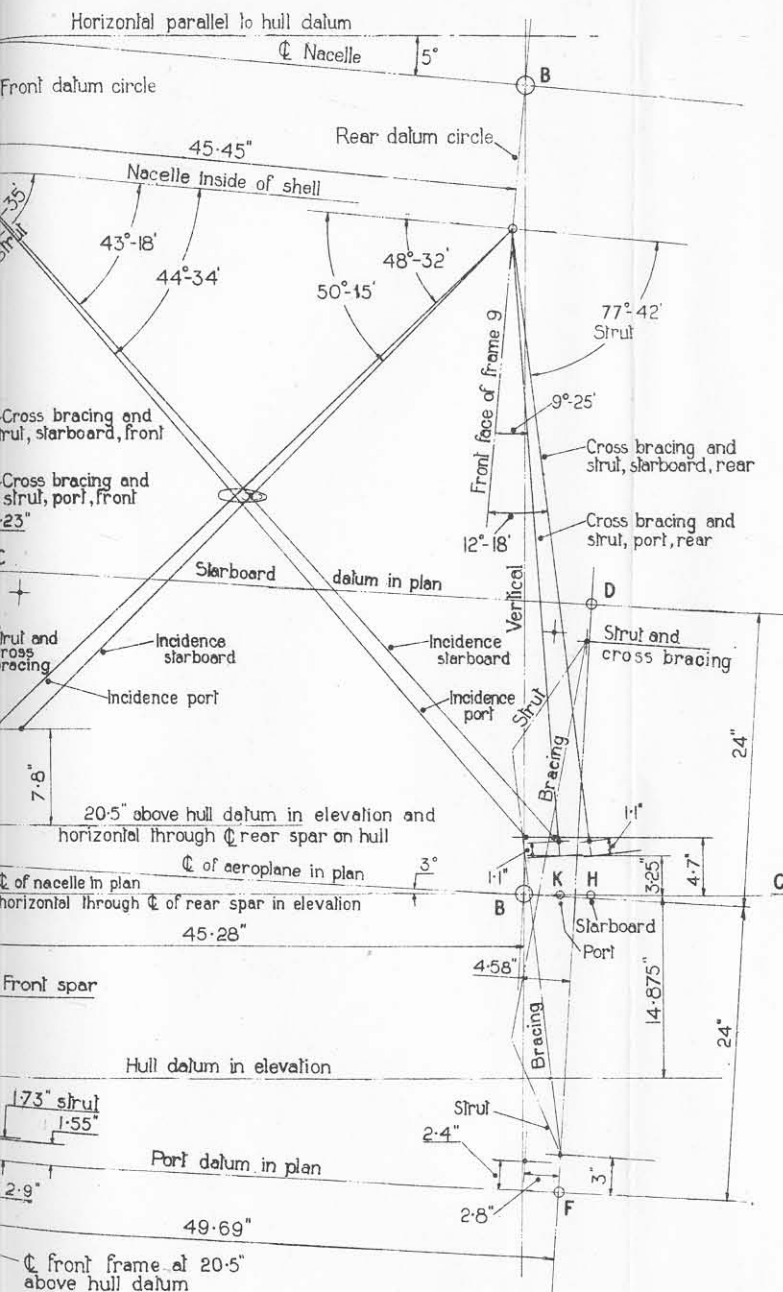 Horizontal parallel to hull datum
℄ Nacelle
5°
B
Front datum circle
Rear datum circle
45·45"
Nacelle inside of shell
-35'
43°-18'
44°-34'
50°-15'
48°-32'
77°-42'
Strut
Front face of frame 9
9°-25'
Cross bracing and
strut, starboard, rear
Cross bracing and
strut, starboard, front
Cross bracing and
strut, port, front
·23"
12°-18'
Cross bracing and
strut, port, rear
Starboard
datum in plan
Vertical
D
Strut and
cross
bracing
Incidence
starboard
Incidence port
Incidence
starboard
Incidence
port
Strut and
cross bracing
Strut
Bracing
24"
7·8"
20·5" above hull datum in elevation and
horizontal through ℄ rear spar on hull
1·1"
℄ of aeroplane in plan
3°
1·1"
3·25"
4·7"
℄ of nacelle in plan
horizontal through ℄ of rear spar in elevation
B
K
H
C
Starboard
Port
45·28"
4·58"
14·875"
Front spar
Bracing
24"
Hull datum in elevation
1·73" strut
1·55"
Strut
2·4"
Port datum in plan
3"
2·9"
2·8"
F
49·69"
℄ front frame at 20·5"
above hull datum